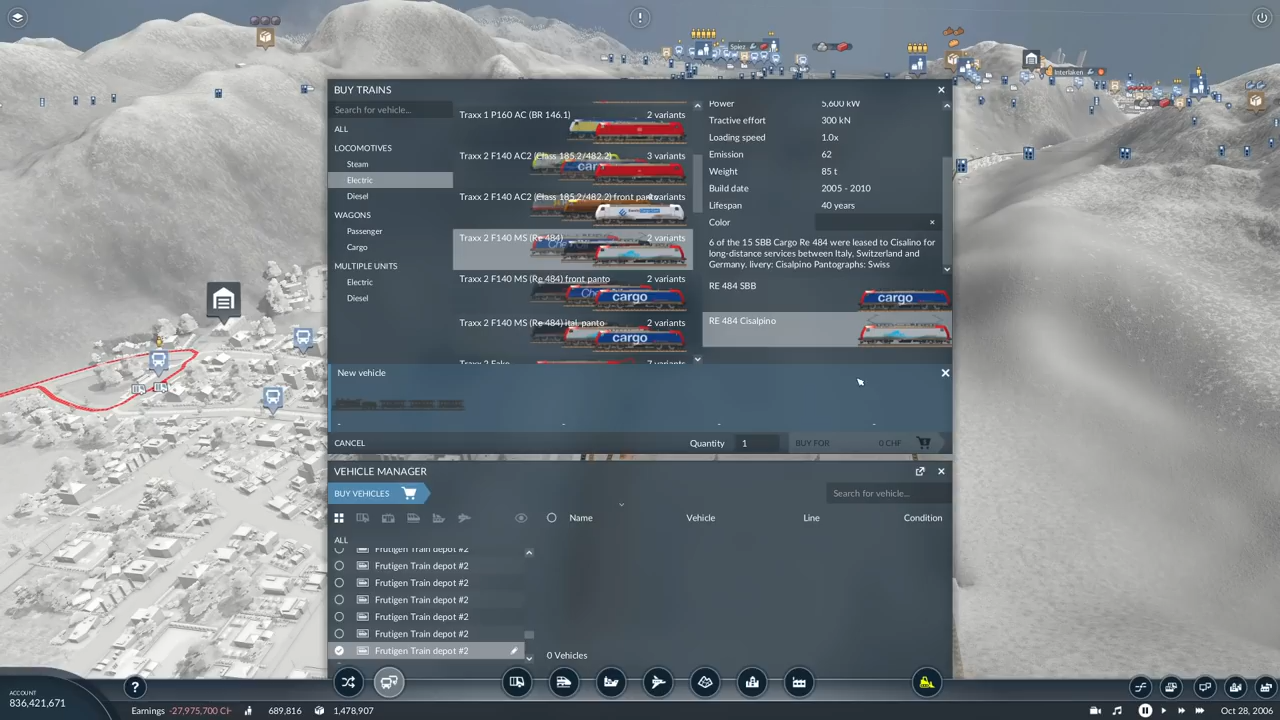 Spiez
Interlaken
BUY TRAINS
Search for vehicle...
ALL
LOCOMOTIVES
Steam
Electric
Diesel
WAGONS
Passenger
Cargo
MULTIPLE UNITS
Electric
Diesel
Traxx 1 P160 AC (BR 146.1) 2 variants
Traxx 2 F140 AC2 (Class 185.2/482.2) 3 variants
Traxx 2 F140 AC2 (Class 185.2/482.2) front panto variants
Traxx 2 F140 MS (Re 484) 2 variants
Traxx 2 F140 MS (Re 484) front panto 2 variants
cargo
Traxx 2 F140 MS (Re 484) ital. panto 2 variants
cargo
Traxx 2 Fake 7 variants
Power 5,600 kW
Tractive effort 300 kN
Loading speed 1.0x
Emission 62
Weight 85 t
Build date 2005 - 2010
Lifespan 40 years
Color
6 of the 15 SBB Cargo Re 484 were leased to Cisalino for
long-distance services between Italy, Switzerland and
Germany. livery: Cisalpino Pantographs: Swiss
RE 484 SBB
cargo
RE 484 Cisalpino
New vehicle
- - - -
CANCEL
Quantity 1
BUY FOR 0 CHF
VEHICLE MANAGER
BUY VEHICLES
Search for vehicle...
Name Vehicle Line Condition
ALL
Frutigen Train depot #2
Frutigen Train depot #2
Frutigen Train depot #2
Frutigen Train depot #2
Frutigen Train depot #2
Frutigen Train depot #2
Frutigen Train depot #2
0 Vehicles
ACCOUNT
836,421,671
?
Earnings -27,975,700 CH
689,816
1,478,907
Oct 28, 2006